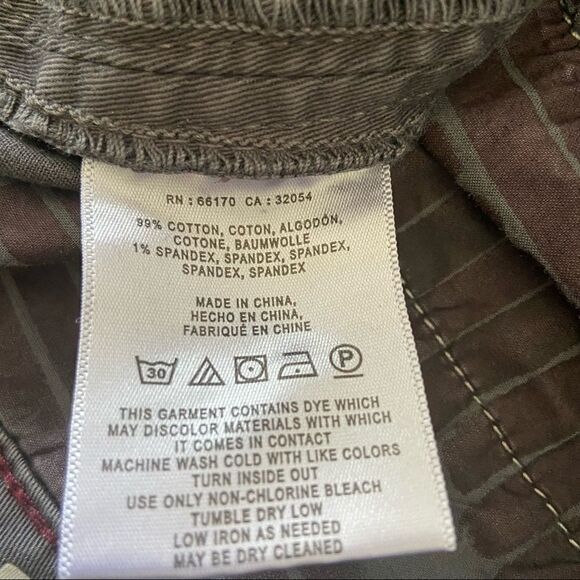 RN : 66170 CA : 32054
99% COTTON, COTON, ALGODÓN,
COTONE, BAUMWOLLE
1% SPANDEX, SPANDEX, SPANDEX,
SPANDEX, SPANDEX
MADE IN CHINA,
HECHO EN CHINA,
FABRIQUÉ EN CHINE
30 P
THIS GARMENT CONTAINS DYE WHICH
MAY DISCOLOR MATERIALS WITH WHICH
IT COMES IN CONTACT
MACHINE WASH COLD WITH LIKE COLORS
TURN INSIDE OUT
USE ONLY NON-CHLORINE BLEACH
TUMBLE DRY LOW
LOW IRON AS NEEDED
MAY BE DRY CLEANED